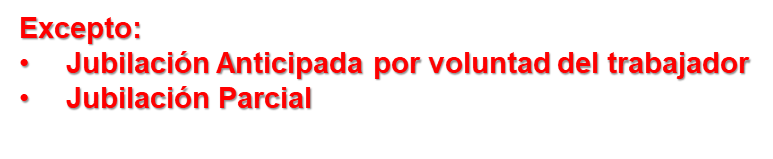 Excepto:
• Jubilación Anticipada por voluntad del trabajador
• Jubilación Parcial